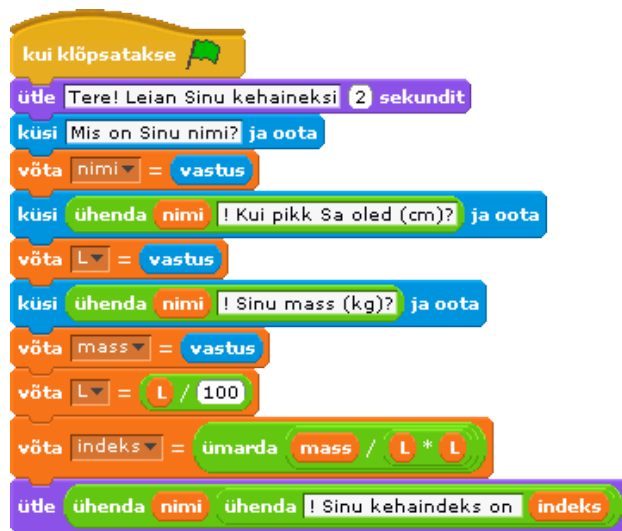 kui klõpsatakse
ütle Tere! Leian Sinu kehaineksi 2 sekundit
küsi Mis on Sinu nimi? ja oota
võta nimi = vastus
küsi ühenda nimi ! Kui pikk Sa oled (cm)? ja oota
võta L = vastus
küsi ühenda nimi ! Sinu mass (kg)? ja oota
võta mass = vastus
võta L = L / 100
võta indeks = ümarda mass / L * L
ütle ühenda nimi ühenda ! Sinu kehaindeks on indeks